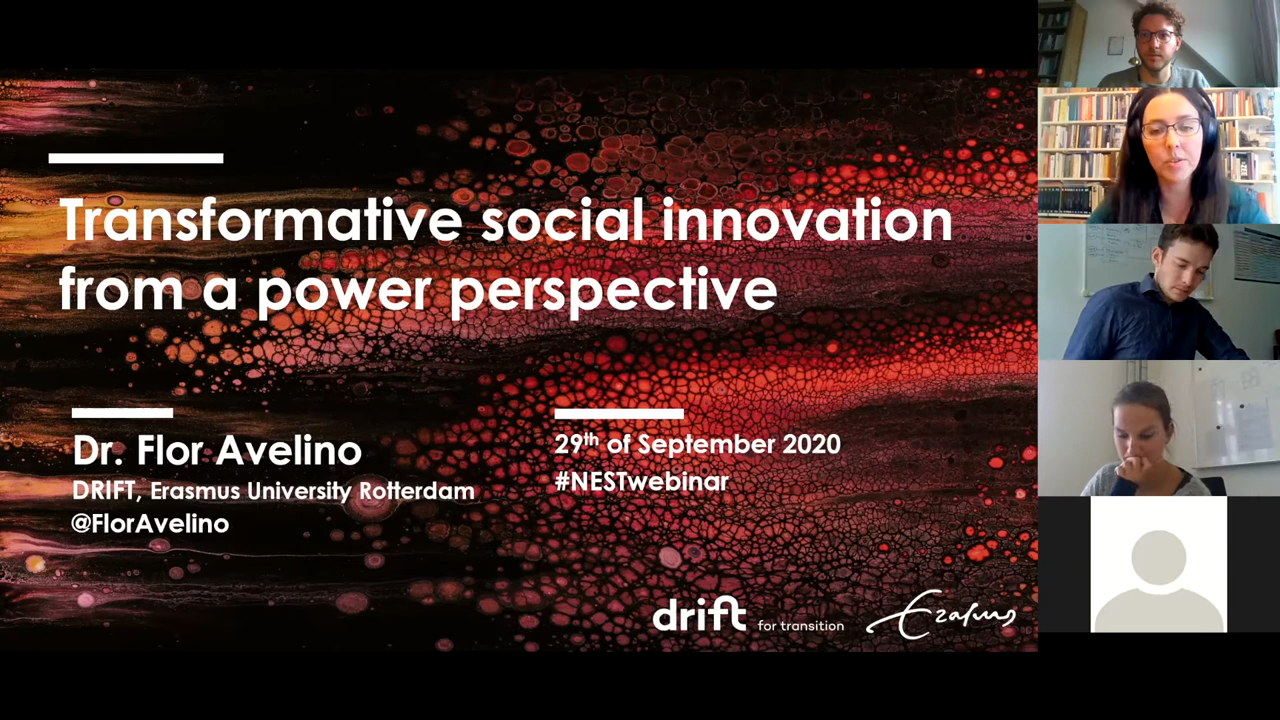 Transformative social innovation
from a power perspective
Dr. Flor Avelino
DRIFT, Erasmus University Rotterdam
@FlorAvelino
29th of September 2020
#NESTwebinar
drift for transition
Erasmus